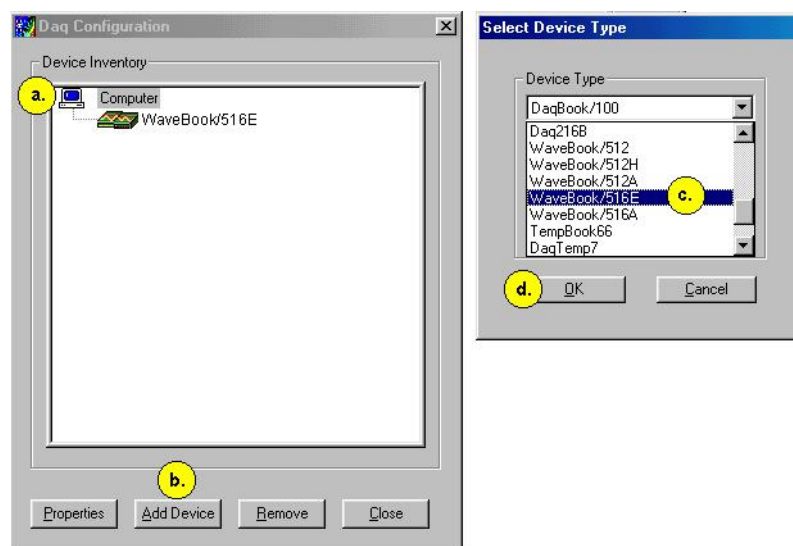 Daq Configuration
Device Inventory
a.
Computer
WaveBook/516E
b.
Properties
Add Device
Remove
Close
Select Device Type
Device Type
DaqBook/100
Daq216B
WaveBook/512
WaveBook/512H
WaveBook/512A
WaveBook/516E
c.
WaveBook/516A
TempBook66
DaqTemp7
d.
OK
Cancel